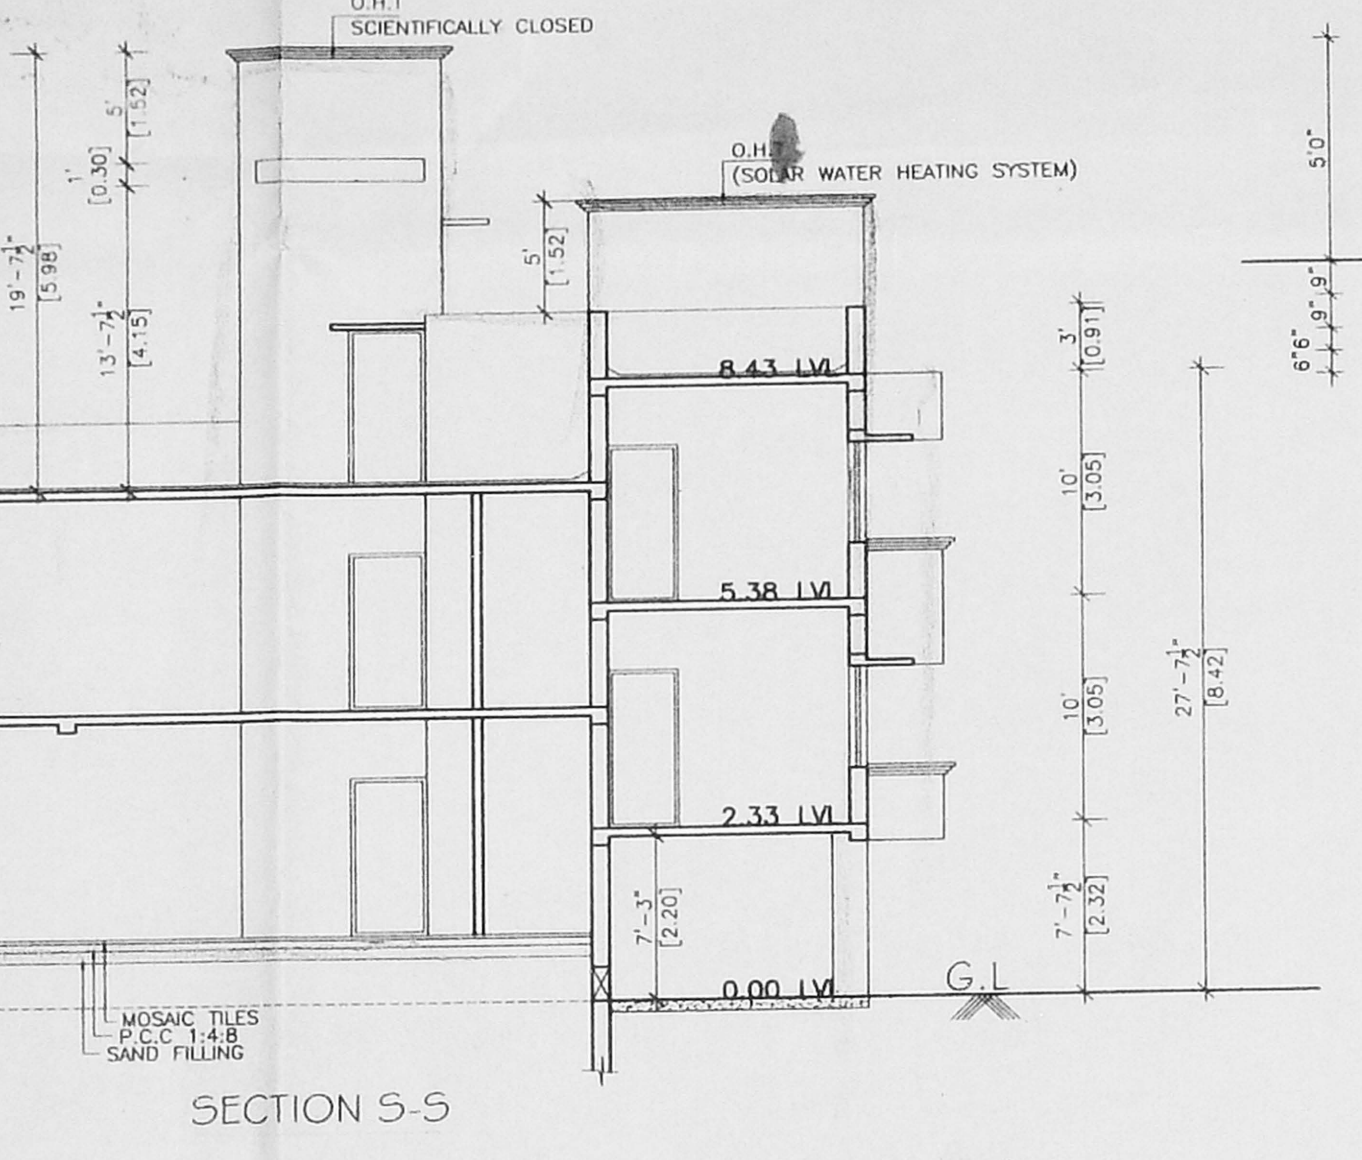 O.H.T
SCIENTIFICALLY CLOSED
5'
[1.52]
1'
[0.30]
19'-7½"
[5.98]
13'-7½"
[4.15]
(SOLAR WATER HEATING SYSTEM)
5'
[1.52]
5'0"
9"
9"
6"6"
3'
[0.91]
8.43 LVL
10'
[3.05]
5.38 LVL
10'
[3.05]
27'-7½"
[8.42]
2.33 LVL
7'-3"
[2.20]
7'-7½"
[2.32]
0.00 LVL
G.L
MOSAIC TILES
P.C.C 1:4:8
SAND FILLING
SECTION S-S